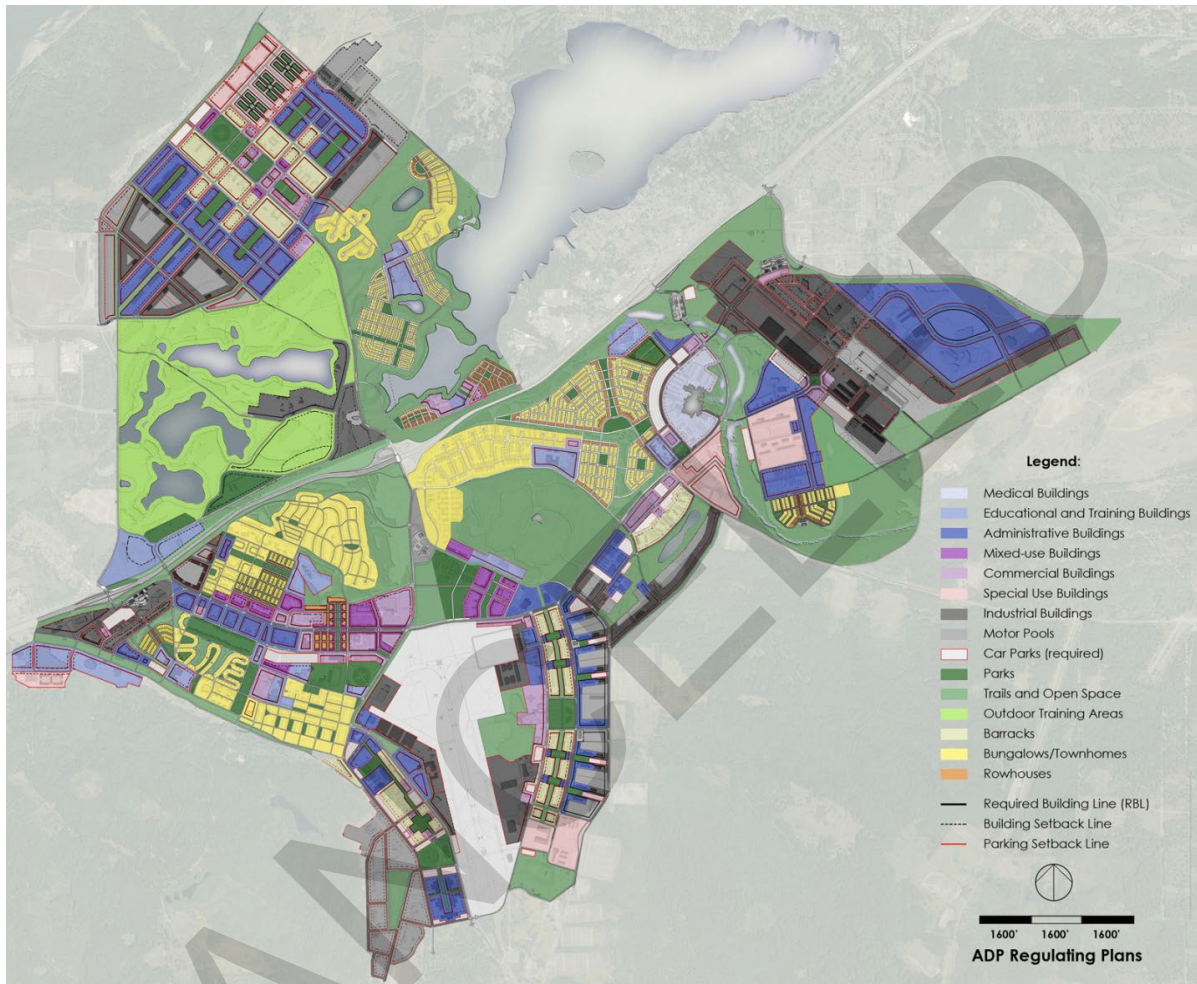 Legend:
Medical Buildings
Educational and Training Buildings
Administrative Buildings
Mixed-use Buildings
Commercial Buildings
Special Use Buildings
Industrial Buildings
Motor Pools
Car Parks (required)
Parks
Trails and Open Space
Outdoor Training Areas
Barracks
Bungalows/Townhomes
Rowhouses
Required Building Line (RBL)
Building Setback Line
Parking Setback Line
1600' 1600' 1600'
ADP Regulating Plans